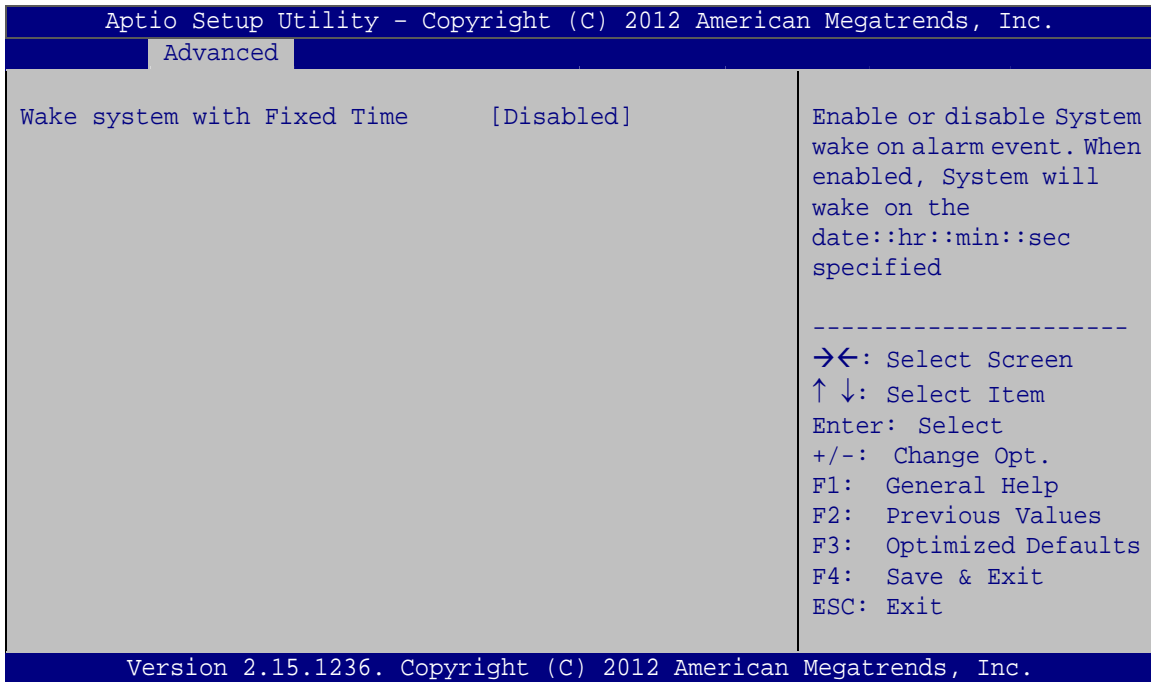 Aptio Setup Utility – Copyright (C) 2012 American Megatrends, Inc.
Advanced
Wake system with Fixed Time [Disabled]
Enable or disable System
wake on alarm event. When
enabled, System will
wake on the
date::hr::min::sec
specified
----------------------
→←: Select Screen
↑ ↓: Select Item
Enter: Select
+/-: Change Opt.
F1: General Help
F2: Previous Values
F3: Optimized Defaults
F4: Save & Exit
ESC: Exit
Version 2.15.1236. Copyright (C) 2012 American Megatrends, Inc.